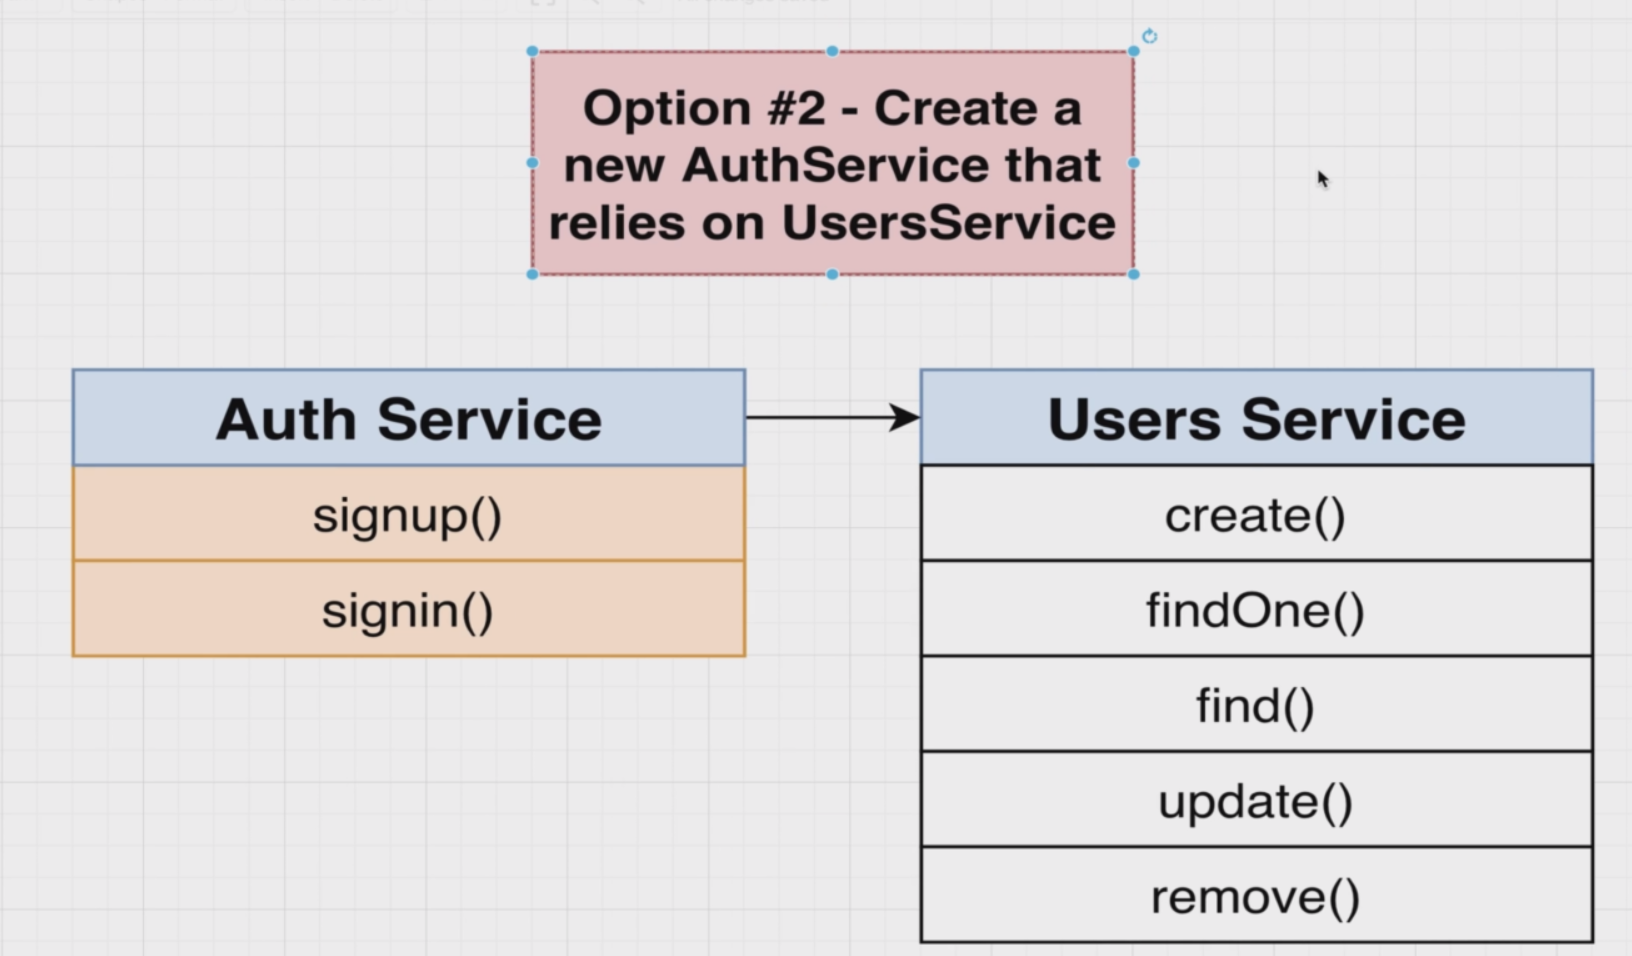 Option #2 - Create a
new AuthService that
relies on UsersService
Auth Service
signup()
signin()
Users Service
create()
findOne()
find()
update()
remove()